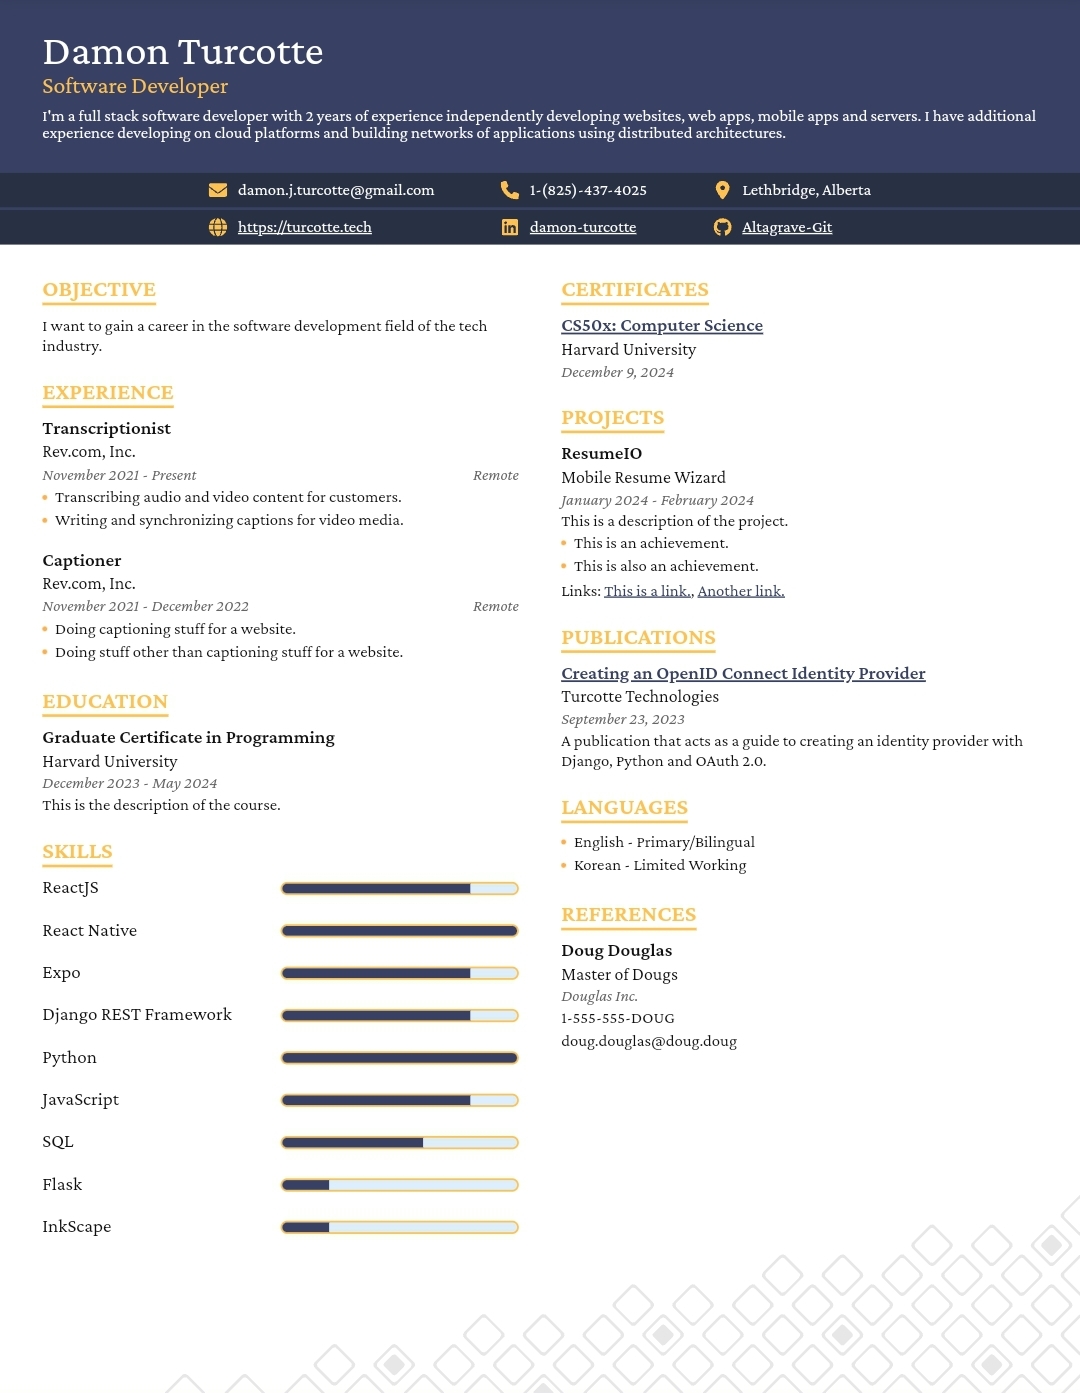 Damon Turcotte
Software Developer
I'm a full stack software developer with 2 years of experience independently developing websites, web apps, mobile apps and servers. I have additional
experience developing on cloud platforms and building networks of applications using distributed architectures.
damon.j.turcotte@gmail.com 1-(825)-437-4025 Lethbridge, Alberta
https://turcotte.tech damon-turcotte Altagrave-Git
OBJECTIVE
I want to gain a career in the software development field of the tech
industry.
EXPERIENCE
Transcriptionist
Rev.com, Inc.
November 2021 - Present Remote
• Transcribing audio and video content for customers.
• Writing and synchronizing captions for video media.
Captioner
Rev.com, Inc.
November 2021 - December 2022 Remote
• Doing captioning stuff for a website.
• Doing stuff other than captioning stuff for a website.
EDUCATION
Graduate Certificate in Programming
Harvard University
December 2023 - May 2024
This is the description of the course.
SKILLS
ReactJS
React Native
Expo
Django REST Framework
Python
JavaScript
SQL
Flask
InkScape
CERTIFICATES
CS50x: Computer Science
Harvard University
December 9, 2024
PROJECTS
ResumeIO
Mobile Resume Wizard
January 2024 - February 2024
This is a description of the project.
• This is an achievement.
• This is also an achievement.
Links: This is a link., Another link.
PUBLICATIONS
Creating an OpenID Connect Identity Provider
Turcotte Technologies
September 23, 2023
A publication that acts as a guide to creating an identity provider with
Django, Python and OAuth 2.0.
LANGUAGES
• English - Primary/Bilingual
• Korean - Limited Working
REFERENCES
Doug Douglas
Master of Dougs
Douglas Inc.
1-555-555-DOUG
doug.douglas@doug.doug